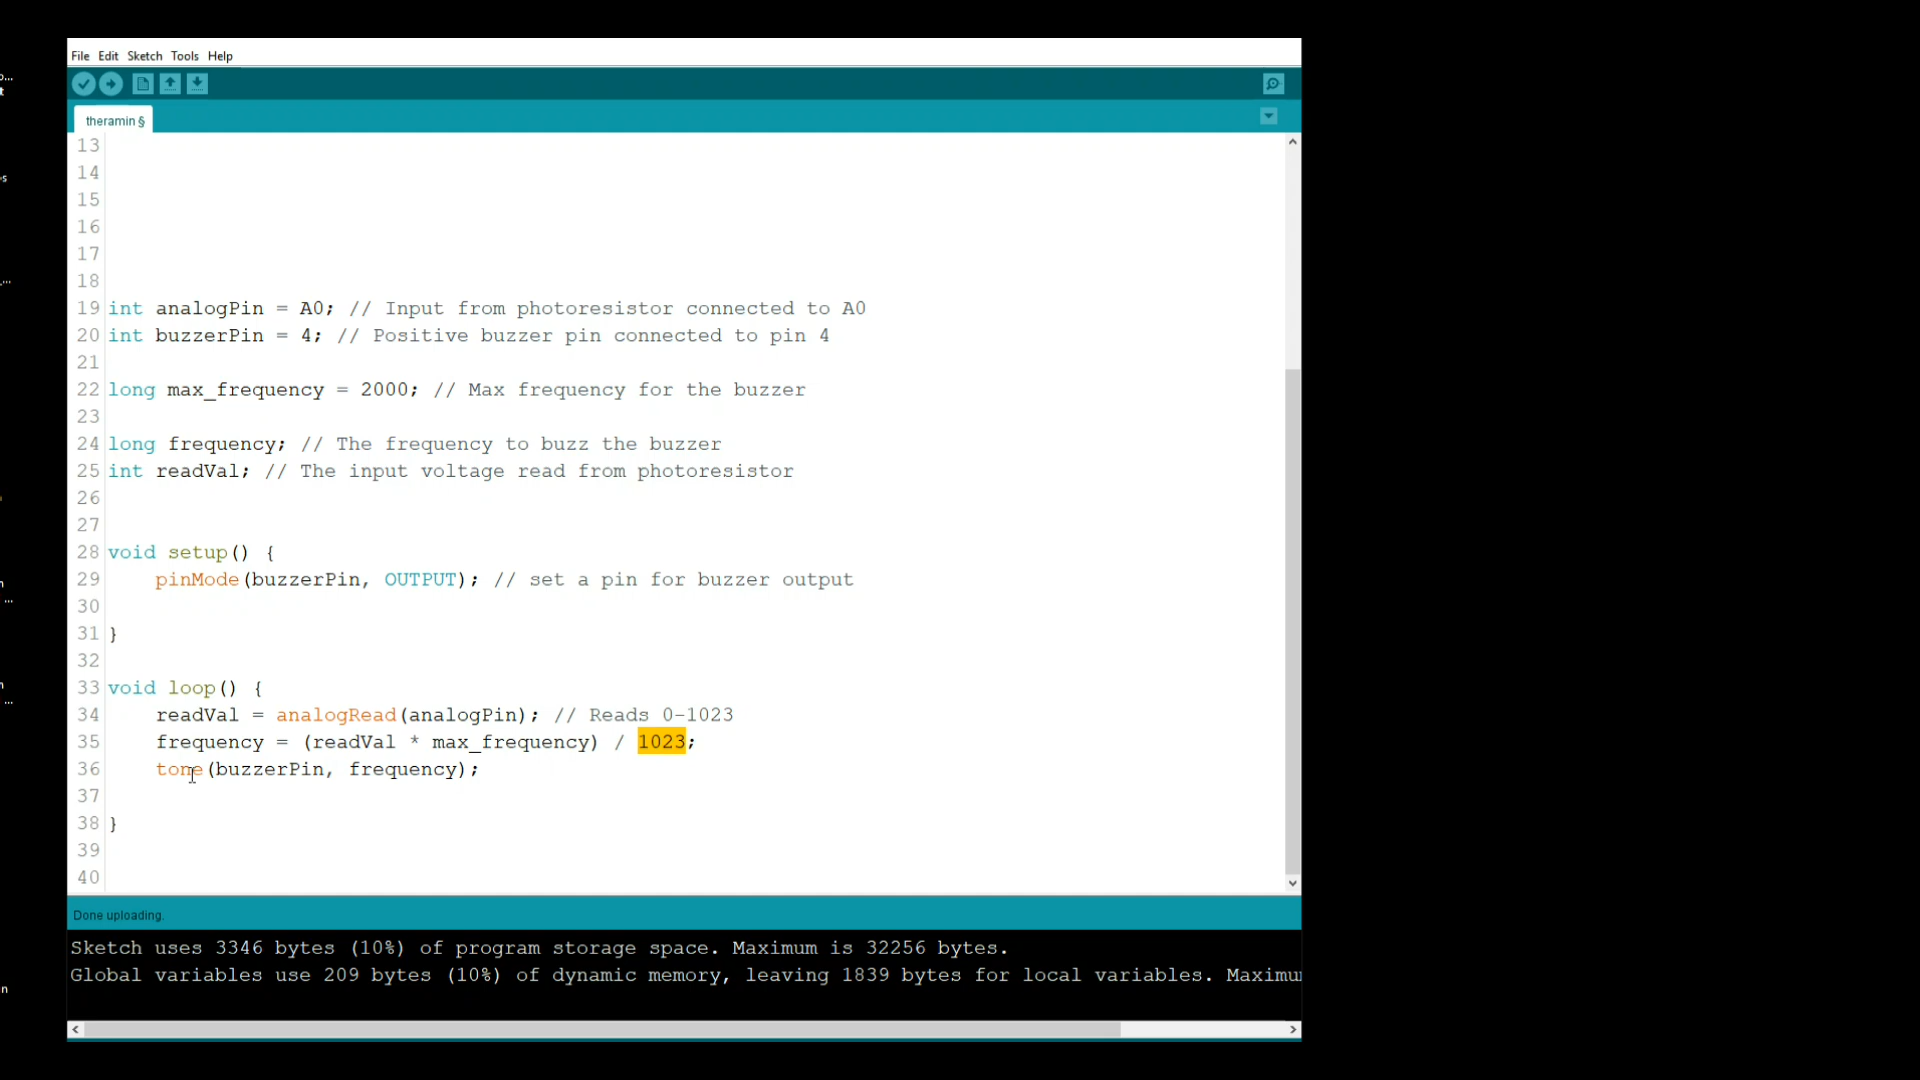 File Edit Sketch Tools Help
theramin §
13
14
15
16
17
18
19 int analogPin = A0; // Input from photoresistor connected to A0
20 int buzzerPin = 4; // Positive buzzer pin connected to pin 4
21
22 long max_frequency = 2000; // Max frequency for the buzzer
23
24 long frequency; // The frequency to buzz the buzzer
25 int readVal; // The input voltage read from photoresistor
26
27
28 void setup() {
29 pinMode(buzzerPin, OUTPUT); // set a pin for buzzer output
30
31 }
32
33 void loop() {
34 readVal = analogRead(analogPin); // Reads 0-1023
35 frequency = (readVal * max_frequency) / 1023;
36 tone(buzzerPin, frequency);
37
38 }
39
40
Done uploading.
Sketch uses 3346 bytes (10%) of program storage space. Maximum is 32256 bytes.
Global variables use 209 bytes (10%) of dynamic memory, leaving 1839 bytes for local variables. Maximu